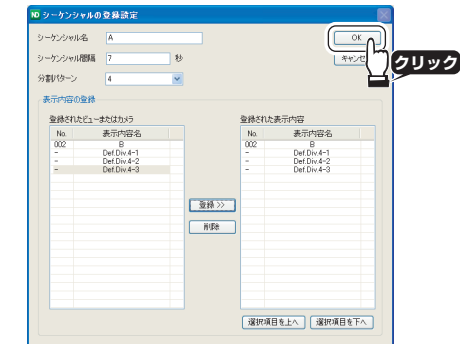 ND シーケンシャルの登録設定
シーケンシャル名 A
OK
シーケンシャル間隔 7 秒
キャンセ
クリック
分割パターン 4
表示内容の登録
登録されたビューまたはカメラ
登録された表示内容
No. 表示内容名
No. 表示内容名
002 B
002 B
- Def.Div.4-1
- Def.Div.4-1
- Def.Div.4-2
- Def.Div.4-2
- Def.Div.4-3
- Def.Div.4-3
登録 >>
削除
選択項目を上へ 選択項目を下へ